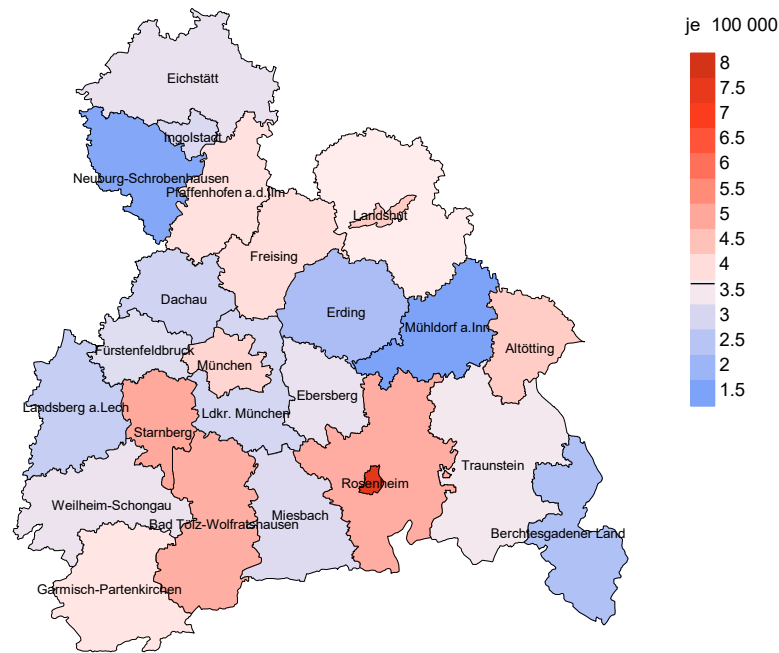 je 100 000
8
7.5
7
6.5
6
5.5
5
4.5
4
3.5
3
2.5
2
1.5
Eichstätt
Ingolstadt
Neuburg-Schrobenhausen
Pfaffenhofen a.d.Ilm
Landshut
Freising
Dachau
Erding
Mühldorf a.Inn
Fürstenfeldbruck
München
Altötting
Ebersberg
Landsberg a.Lech
Ldkr. München
Starnberg
Traunstein
Rosenheim
Weilheim-Schongau
Miesbach
Bad Tölz-Wolfratshausen
Berchtesgadener Land
Garmisch-Partenkirchen